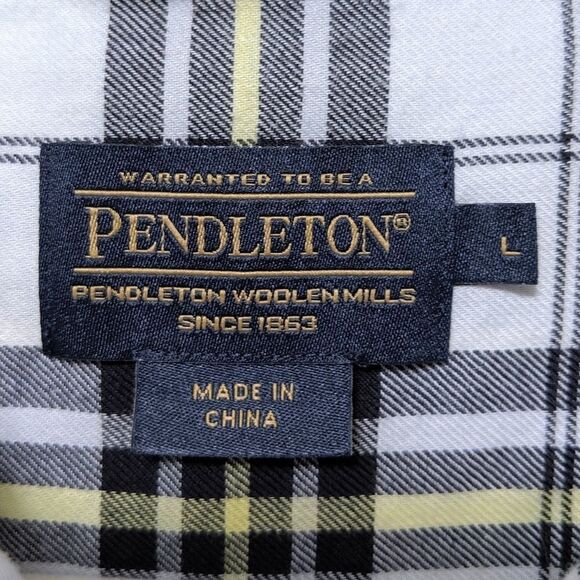 WARRANTED TO BE A
PENDLETON®
L
PENDLETON WOOLEN MILLS
SINCE 1863
MADE IN
CHINA